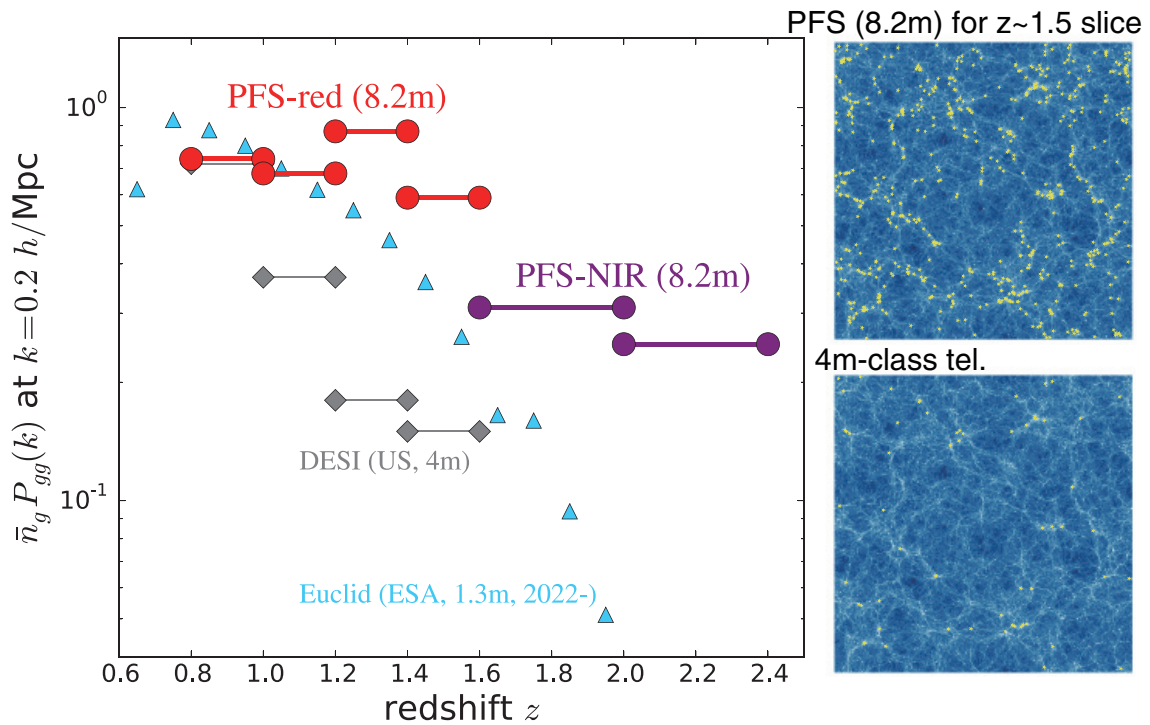 PFS (8.2m) for z~1.5 slice
PFS-red (8.2m)
10⁰
PFS-NIR (8.2m)
4m-class tel.
DESI (US, 4m)
10⁻¹
Euclid (ESA, 1.3m, 2022-)
n̄_g P_gg(k) at k=0.2 h/Mpc
0.6 0.8 1.0 1.2 1.4 1.6 1.8 2.0 2.2 2.4
redshift z